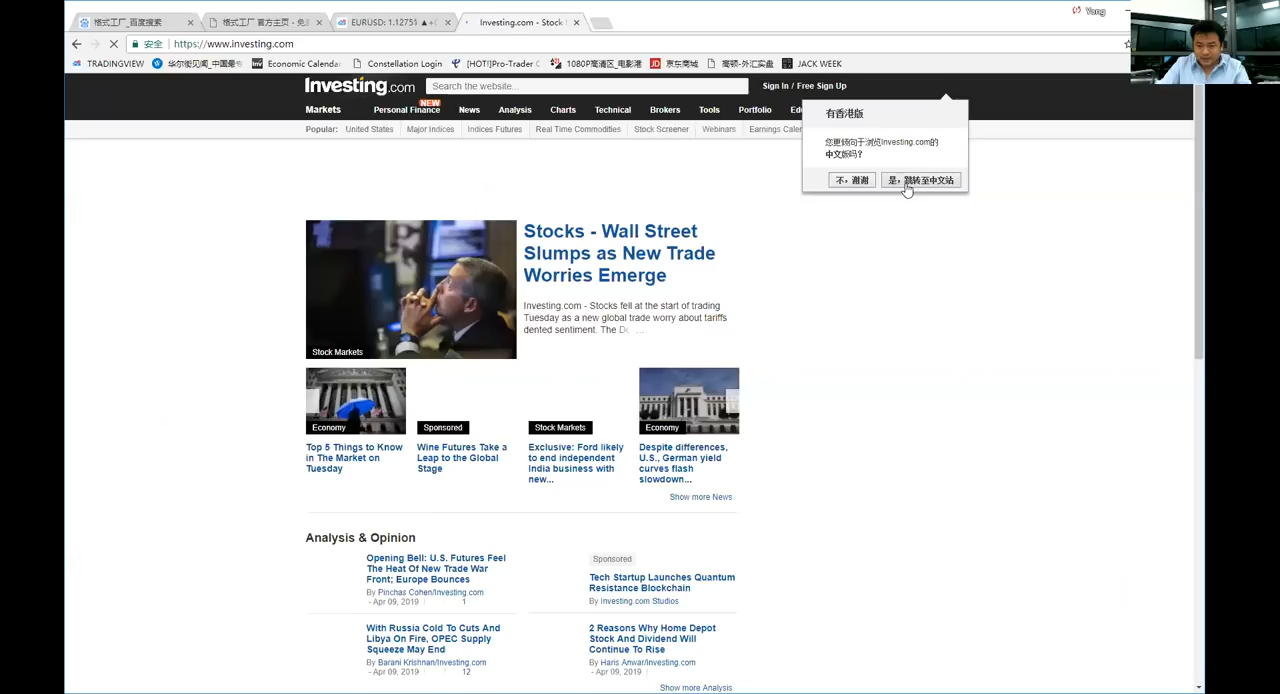 格式工厂_百度搜索
格式工厂 官方主页 - 免
EURUSD: 1.12751 ▲+0
Investing.com - Stock
Yang
安全 | https://www.investing.com
TRADINGVIEW
华尔街见闻_中国最专
Economic Calendar
Constellation Login
[HOT!]Pro-Trader
1080P高清区_电影港
京东商城
高顿-外汇实盘
JACK WEEK
Investing.com
Search the website...
Sign In / Free Sign Up
NEW
Markets
Personal Finance
News
Analysis
Charts
Technical
Brokers
Tools
Portfolio
Ed
Popular:
United States
Major Indices
Indices Futures
Real Time Commodities
Stock Screener
Webinars
Earnings Cale
有香港版
您更倾向于浏览Investing.com的
中文版吗？
不，谢谢
是，跳转至中文站
Stocks - Wall Street
Slumps as New Trade
Worries Emerge
Investing.com - Stocks fell at the start of trading
Tuesday as a new global trade worry about tariffs
dented sentiment. The D ...
Stock Markets
Economy
Top 5 Things to Know
in The Market on
Tuesday
Sponsored
Wine Futures Take a
Leap to the Global
Stage
Stock Markets
Exclusive: Ford likely
to end independent
India business with
new...
Economy
Despite differences,
U.S., German yield
curves flash
slowdown...
Show more News
Analysis & Opinion
Opening Bell: U.S. Futures Feel
The Heat Of New Trade War
Front; Europe Bounces
By Pinchas Cohen/Investing.com
- Apr 09, 2019 | 1
Sponsored
Tech Startup Launches Quantum
Resistance Blockchain
By Investing.com Studios
With Russia Cold To Cuts And
Libya On Fire, OPEC Supply
Squeeze May End
By Barani Krishnan/Investing.com
- Apr 09, 2019 | 12
2 Reasons Why Home Depot
Stock And Dividend Will
Continue To Rise
By Haris Anwar/Investing.com
- Apr 09, 2019 |
Show more Analysis